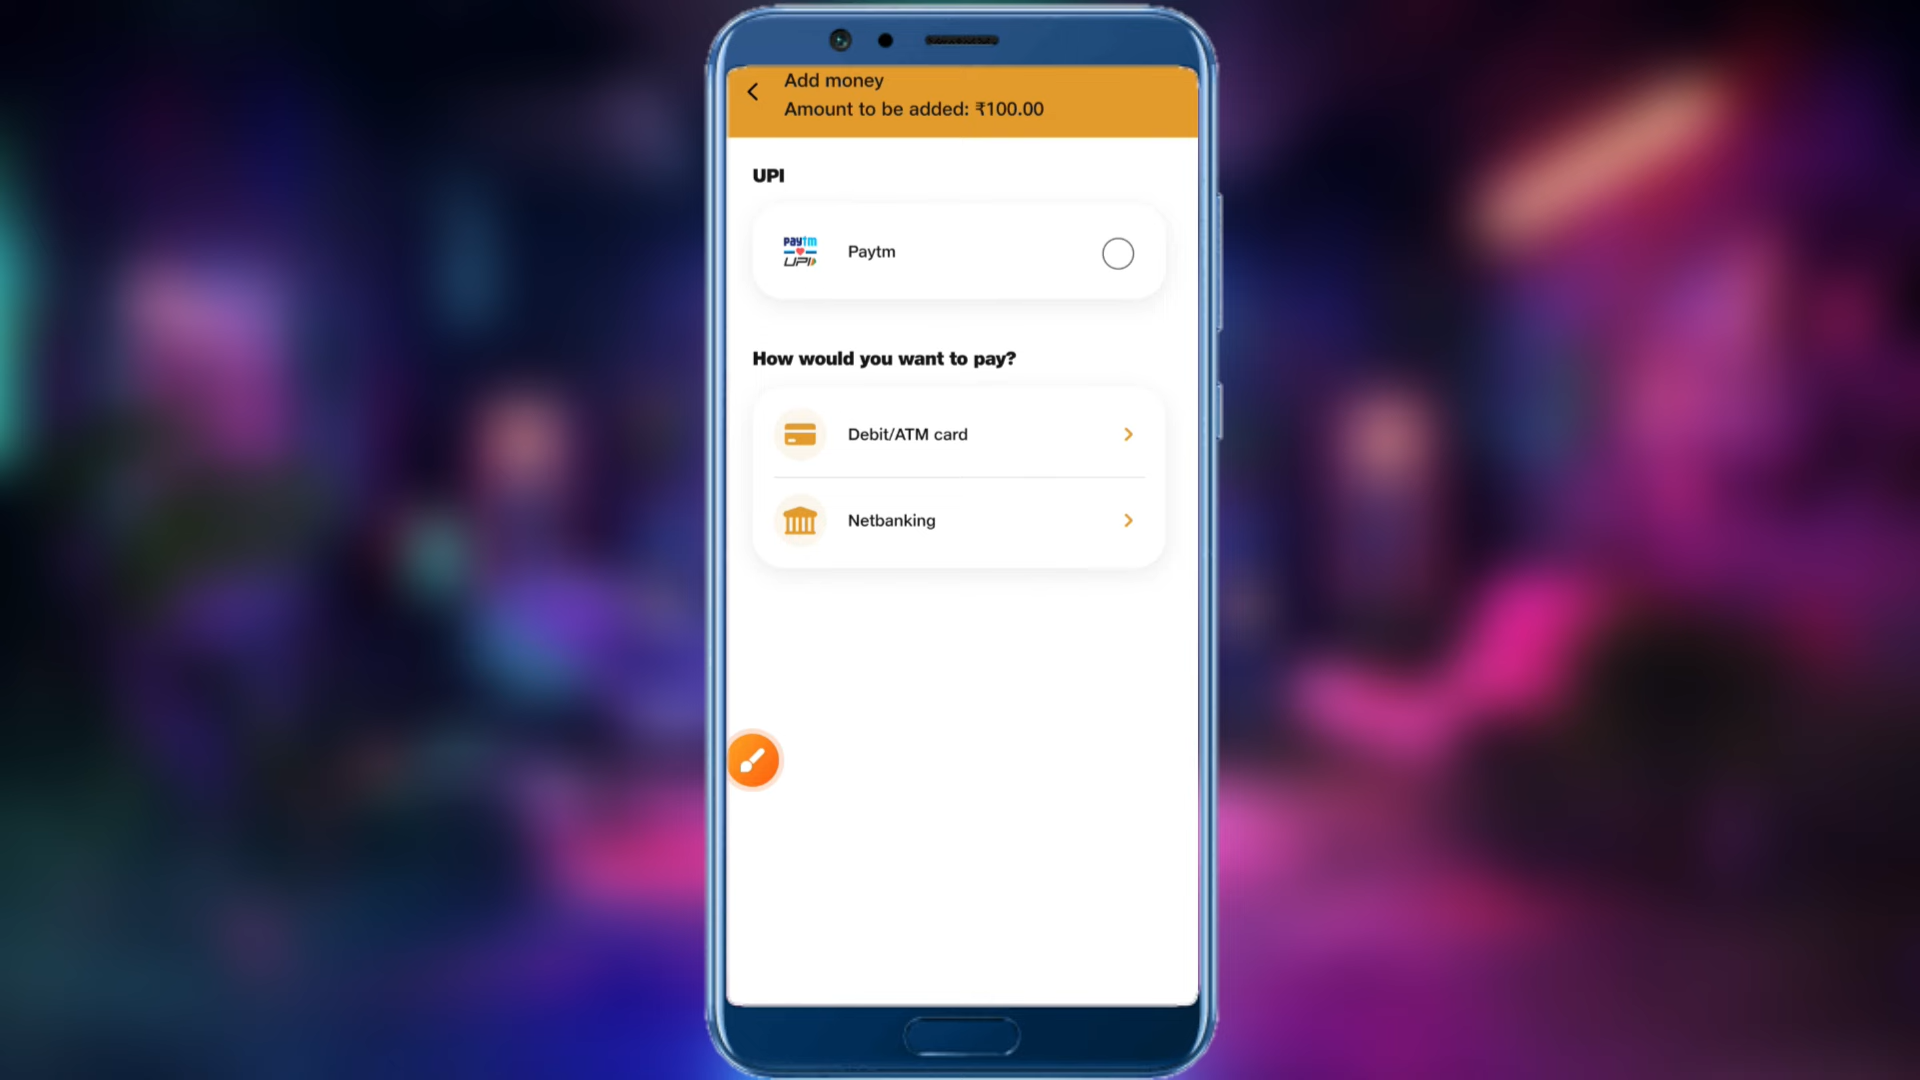 Add money
Amount to be added: ₹100.00
UPI
Paytm
UPI
Paytm
How would you want to pay?
Debit/ATM card
Netbanking